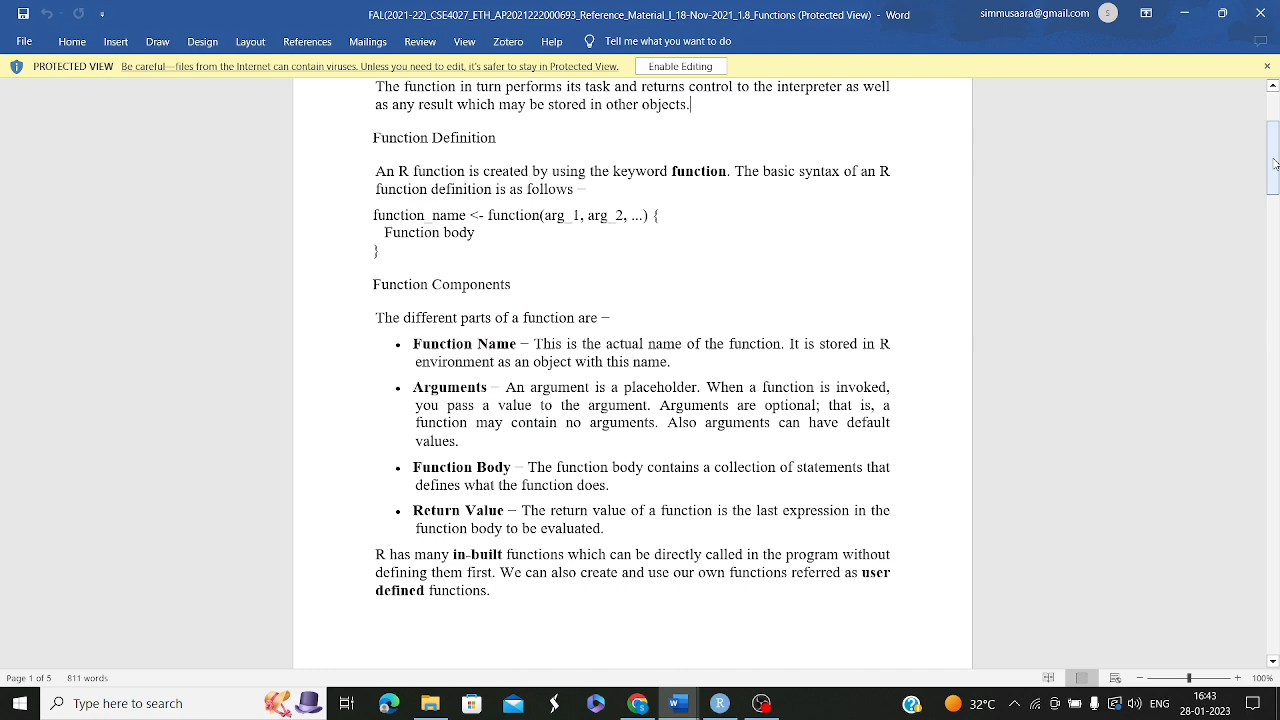 FAL(2021-22)_CSE4027_ETH_AP2021222000693_Reference_Material_I_18-Nov-2021_1.8_Functions (Protected View) - Word
simmusaara@gmail.com
S
File Home Insert Draw Design Layout References Mailings Review View Zotero Help Tell me what you want to do
PROTECTED VIEW Be careful—files from the Internet can contain viruses. Unless you need to edit, it's safer to stay in Protected View. Enable Editing
The function in turn performs its task and returns control to the interpreter as well
as any result which may be stored in other objects.
Function Definition
An R function is created by using the keyword function. The basic syntax of an R
function definition is as follows −
function_name <- function(arg_1, arg_2, ...) {
Function body
}
Function Components
The different parts of a function are −
• Function Name − This is the actual name of the function. It is stored in R
environment as an object with this name.
• Arguments − An argument is a placeholder. When a function is invoked,
you pass a value to the argument. Arguments are optional; that is, a
function may contain no arguments. Also arguments can have default
values.
• Function Body − The function body contains a collection of statements that
defines what the function does.
• Return Value − The return value of a function is the last expression in the
function body to be evaluated.
R has many in-built functions which can be directly called in the program without
defining them first. We can also create and use our own functions referred as user
defined functions.
Page 1 of 5 811 words
100%
Type here to search
32°C
ENG
16:43
28-01-2023